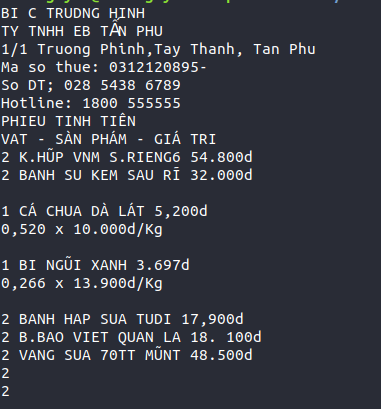 BI C TRUDNG HINH
TY TNHH EB TẤN PHU
1/1 Truong Phinh,Tay Thanh, Tan Phu
Ma so thue: 0312120895-
So DT; 028 5438 6789
Hotline: 1800 555555
PHIEU TINH TIÊN
VAT - SÀN PHÁM - GIÁ TRI
2 K.HŨP VNM S.RIENG6 54.800d
2 BANH SU KEM SAU RĪ 32.000d
1 CÁ CHUA DÀ LÁT 5,200d
0,520 x 10.000d/Kg
1 BI NGŨI XANH 3.697d
0,266 x 13.900d/Kg
2 BANH HAP SUA TUDI 17,900d
2 B.BAO VIET QUAN LA 18. 100d
2 VANG SUA 70TT MŨNT 48.500d
2
2